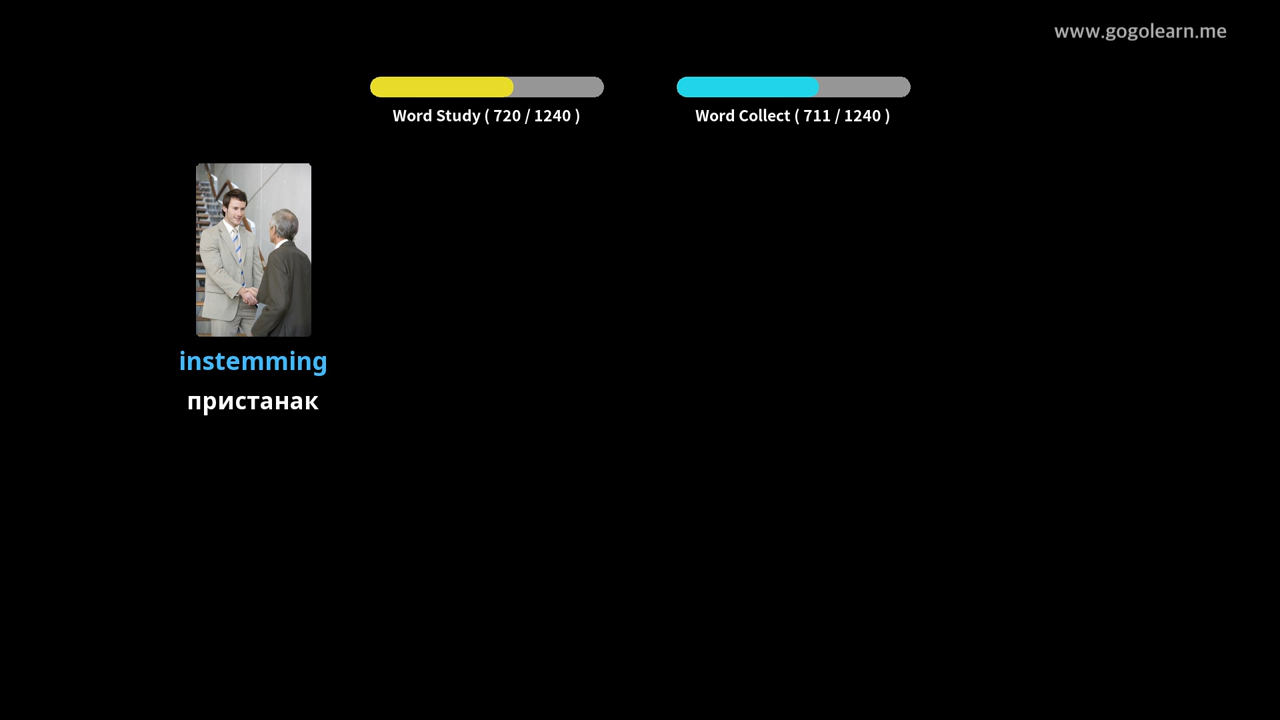 www.gogolearn.me
Word Study ( 720 / 1240 )
Word Collect ( 711 / 1240 )
instemming
пристанак